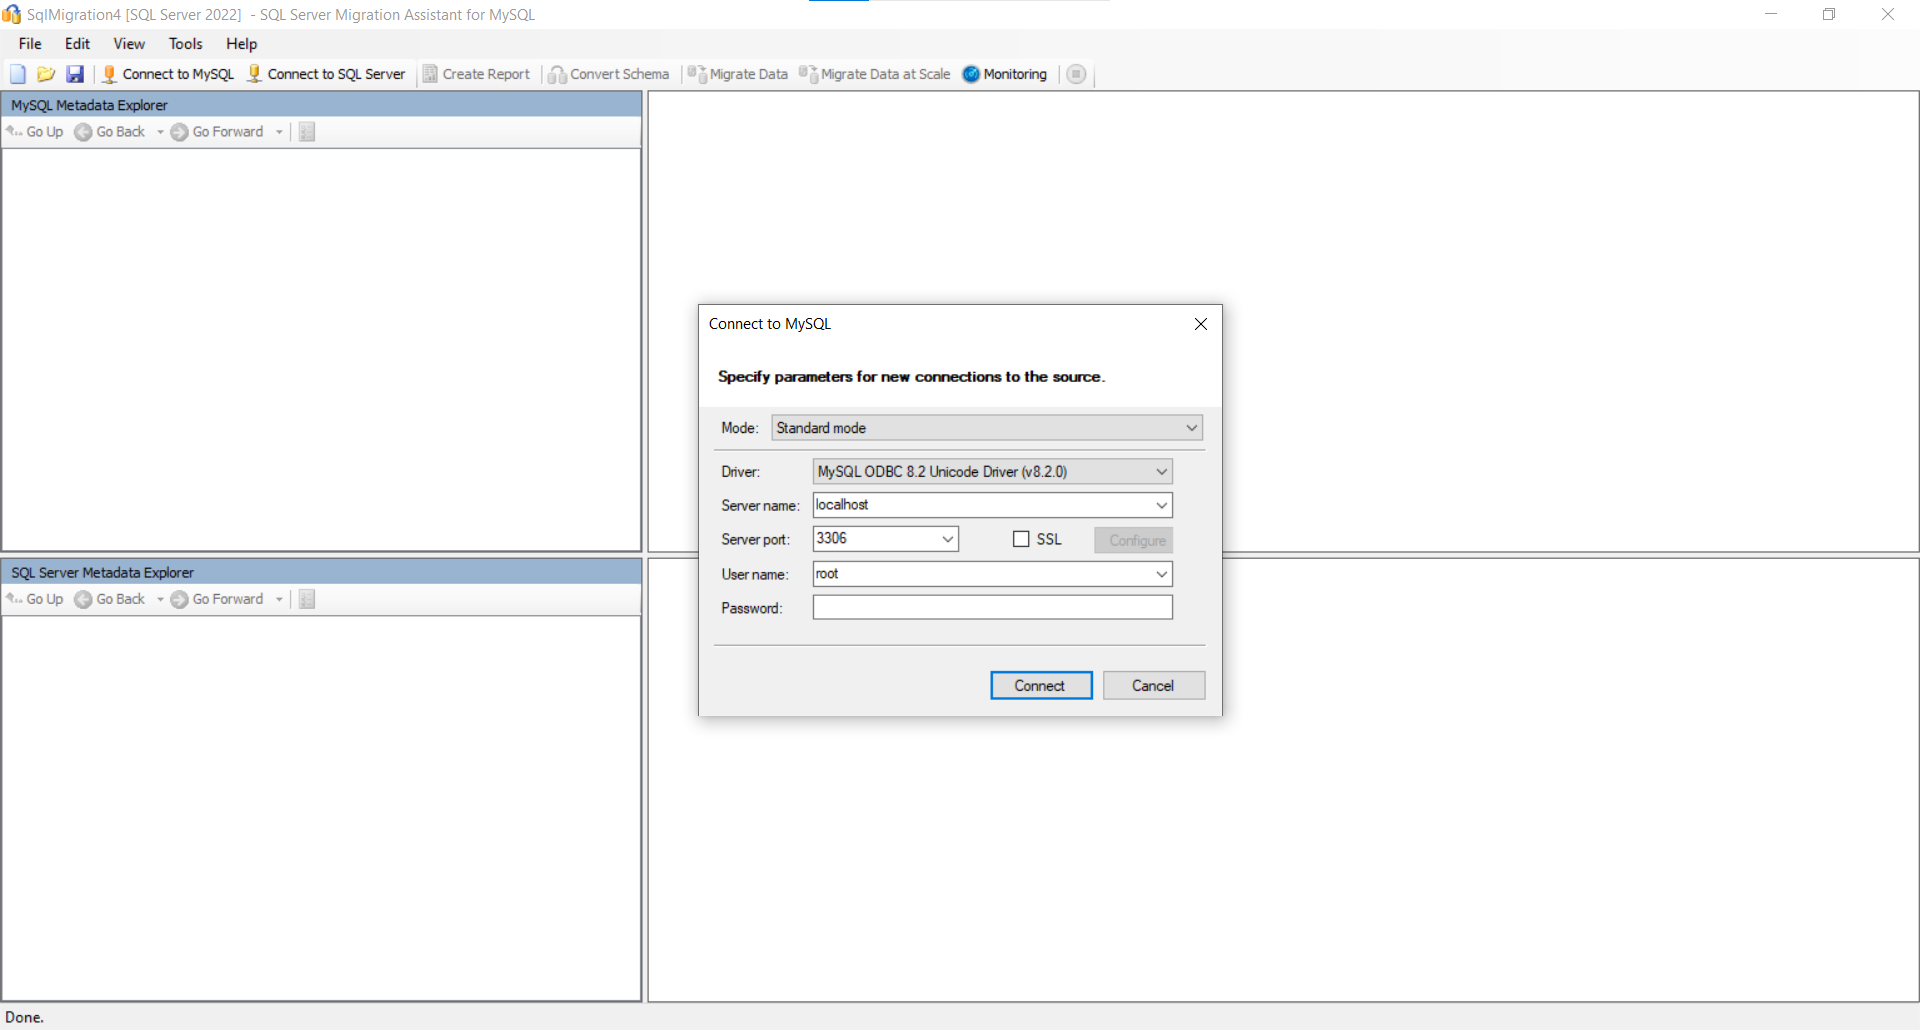 SqlMigration4 [SQL Server 2022]  - SQL Server Migration Assistant for MySQL
File Edit View Tools Help
Connect to MySQL Connect to SQL Server Create Report Convert Schema Migrate Data Migrate Data at Scale Monitoring
MySQL Metadata Explorer
Go Up Go Back Go Forward
Connect to MySQL
Specify parameters for new connections to the source.
Mode: Standard mode
Driver: MySQL ODBC 8.2 Unicode Driver (v8.2.0)
Server name: localhost
Server port: 3306 SSL Configure
User name: root
Password:
Connect Cancel
SQL Server Metadata Explorer
Go Up Go Back Go Forward
Done.